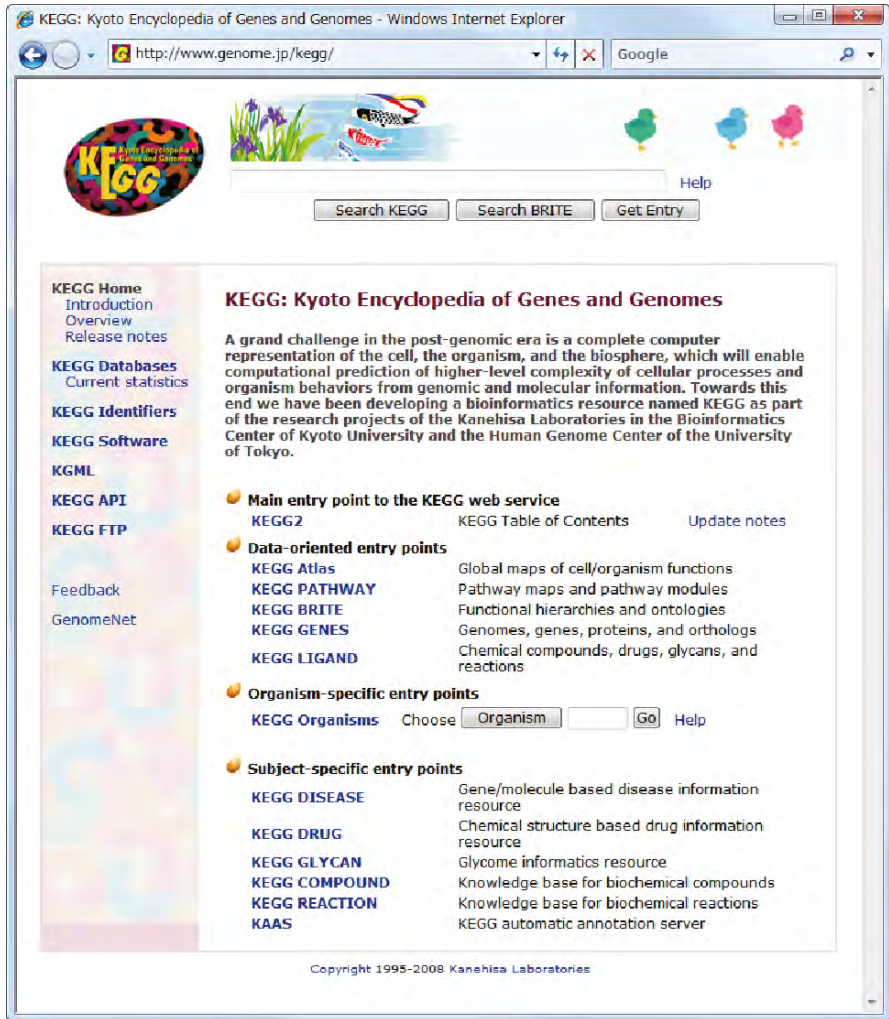 KEGG: Kyoto Encyclopedia of Genes and Genomes - Windows Internet Explorer
http://www.genome.jp/kegg/
Google
KEGG
Kyoto Encyclopedia of
Genes and Genomes
Help
Search KEGG Search BRITE Get Entry
KEGG Home
Introduction
Overview
Release notes
KEGG Databases
Current statistics
KEGG Identifiers
KEGG Software
KGML
KEGG API
KEGG FTP
Feedback
GenomeNet
KEGG: Kyoto Encyclopedia of Genes and Genomes
A grand challenge in the post-genomic era is a complete computer
representation of the cell, the organism, and the biosphere, which will enable
computational prediction of higher-level complexity of cellular processes and
organism behaviors from genomic and molecular information. Towards this
end we have been developing a bioinformatics resource named KEGG as part
of the research projects of the Kanehisa Laboratories in the Bioinformatics
Center of Kyoto University and the Human Genome Center of the University
of Tokyo.
Main entry point to the KEGG web service
KEGG2 KEGG Table of Contents Update notes
Data-oriented entry points
KEGG Atlas Global maps of cell/organism functions
KEGG PATHWAY Pathway maps and pathway modules
KEGG BRITE Functional hierarchies and ontologies
KEGG GENES Genomes, genes, proteins, and orthologs
KEGG LIGAND Chemical compounds, drugs, glycans, and
reactions
Organism-specific entry points
KEGG Organisms Choose Organism Go Help
Subject-specific entry points
KEGG DISEASE Gene/molecule based disease information
resource
KEGG DRUG Chemical structure based drug information
resource
KEGG GLYCAN Glycome informatics resource
KEGG COMPOUND Knowledge base for biochemical compounds
KEGG REACTION Knowledge base for biochemical reactions
KAAS KEGG automatic annotation server
Copyright 1995-2008 Kanehisa Laboratories